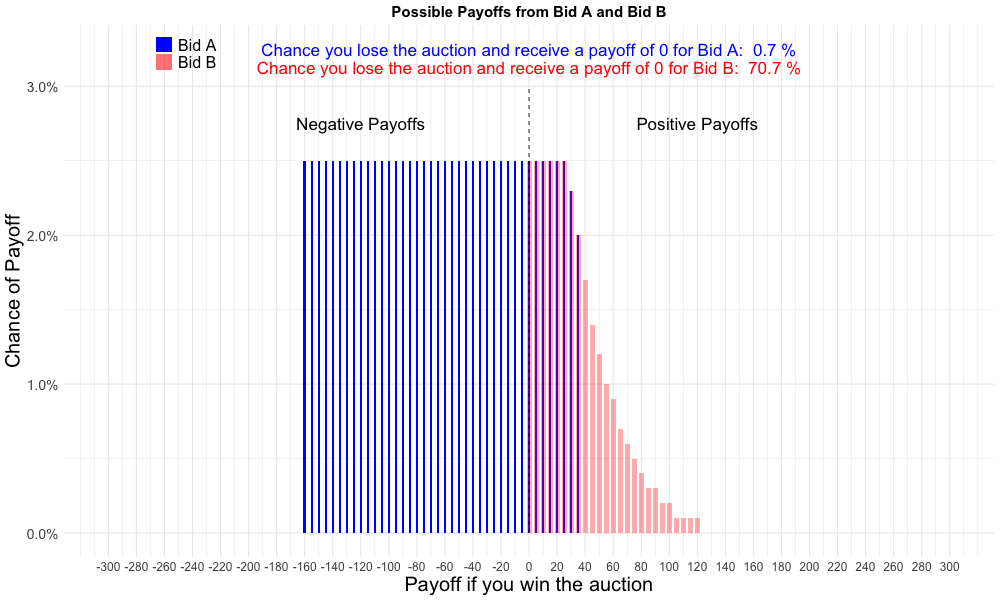 Possible Payoffs from Bid A and Bid B
Bid A
Bid B
Chance you lose the auction and receive a payoff of 0 for Bid A:  0.7 %
Chance you lose the auction and receive a payoff of 0 for Bid B:  70.7 %
Negative Payoffs
Positive Payoffs
Chance of Payoff
3.0%
2.0%
1.0%
0.0%
-300 -280 -260 -240 -220 -200 -180 -160 -140 -120 -100 -80 -60 -40 -20 0 20 40 60 80 100 120 140 160 180 200 220 240 260 280 300
Payoff if you win the auction